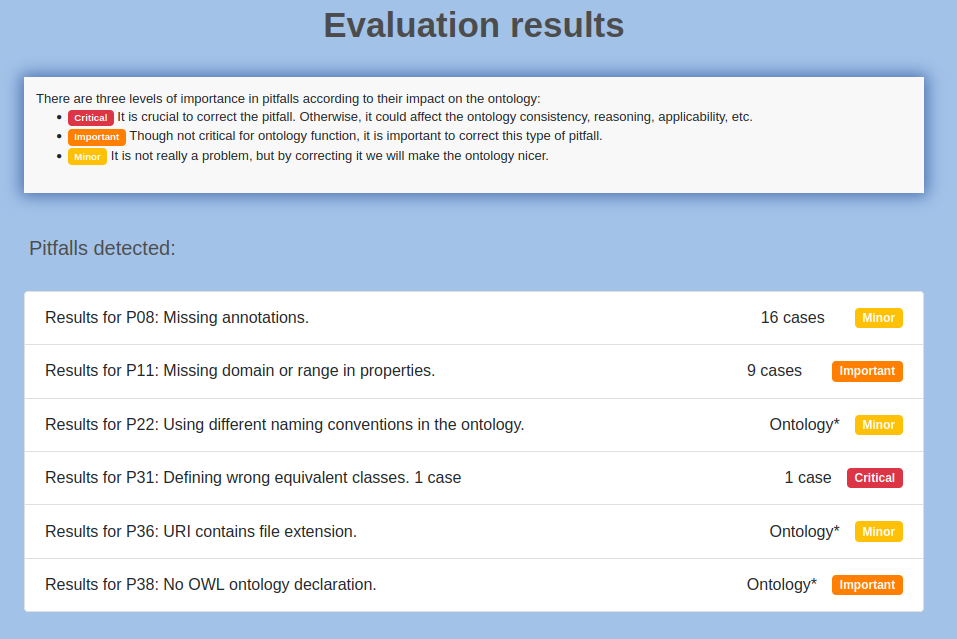 Evaluation results
There are three levels of importance in pitfalls according to their impact on the ontology:
• Critical It is crucial to correct the pitfall. Otherwise, it could affect the ontology consistency, reasoning, applicability, etc.
• Important Though not critical for ontology function, it is important to correct this type of pitfall.
• Minor It is not really a problem, but by correcting it we will make the ontology nicer.
Pitfalls detected:
Results for P08: Missing annotations. 16 cases Minor
Results for P11: Missing domain or range in properties. 9 cases Important
Results for P22: Using different naming conventions in the ontology. Ontology* Minor
Results for P31: Defining wrong equivalent classes. 1 case 1 case Critical
Results for P36: URI contains file extension. Ontology* Minor
Results for P38: No OWL ontology declaration. Ontology* Important